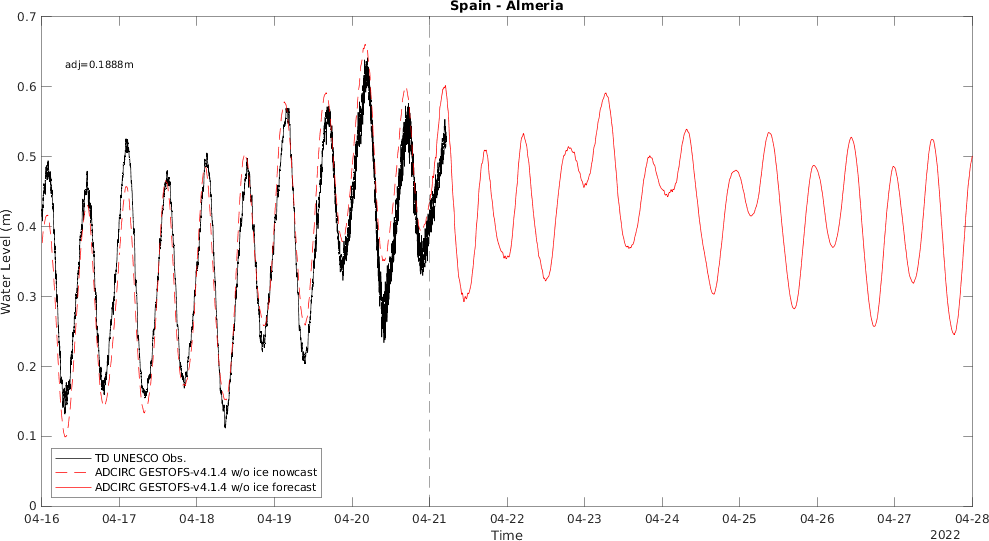 Spain - Almeria
0.7
0.6
0.5
0.4
0.3
0.2
0.1
0
Water Level (m)
adj=0.1888m
TD UNESCO Obs.
ADCIRC GESTOFS-v4.1.4 w/o ice nowcast
ADCIRC GESTOFS-v4.1.4 w/o ice forecast
04-16 04-17 04-18 04-19 04-20 04-21 04-22 04-23 04-24 04-25 04-26 04-27 04-28
Time
2022